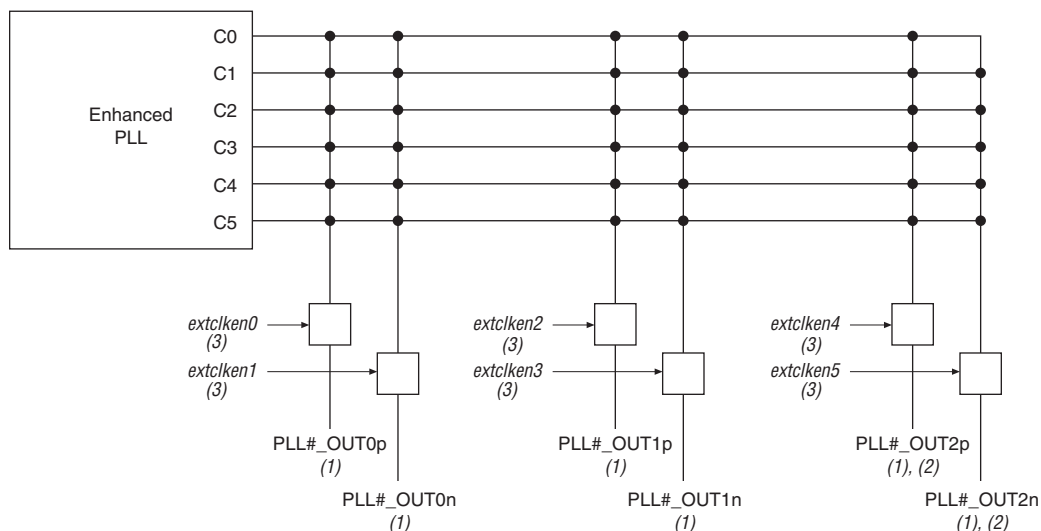 C0
C1
C2
Enhanced
PLL
C3
C4
C5
extclken0
(3)
extclken2
(3)
extclken4
(3)
extclken1
(3)
extclken3
(3)
extclken5
(3)
PLL#_OUT0p
(1)
PLL#_OUT1p
(1)
PLL#_OUT2p
(1), (2)
PLL#_OUT0n
(1)
PLL#_OUT1n
(1)
PLL#_OUT2n
(1), (2)